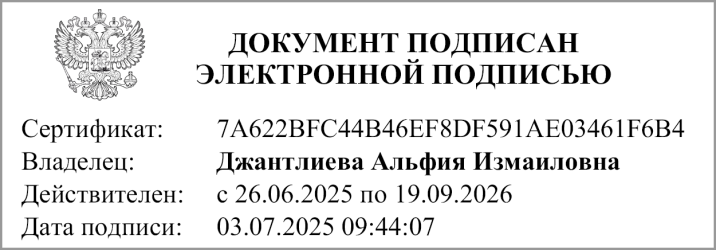 ДОКУМЕНТ ПОДПИСАН
ЭЛЕКТРОННОЙ ПОДПИСЬЮ
Сертификат: 7A622BFC44B46EF8DF591AE03461F6B4
Владелец: Джантлиева Альфия Измаиловна
Действителен: с 26.06.2025 по 19.09.2026
Дата подписи: 03.07.2025 09:44:07